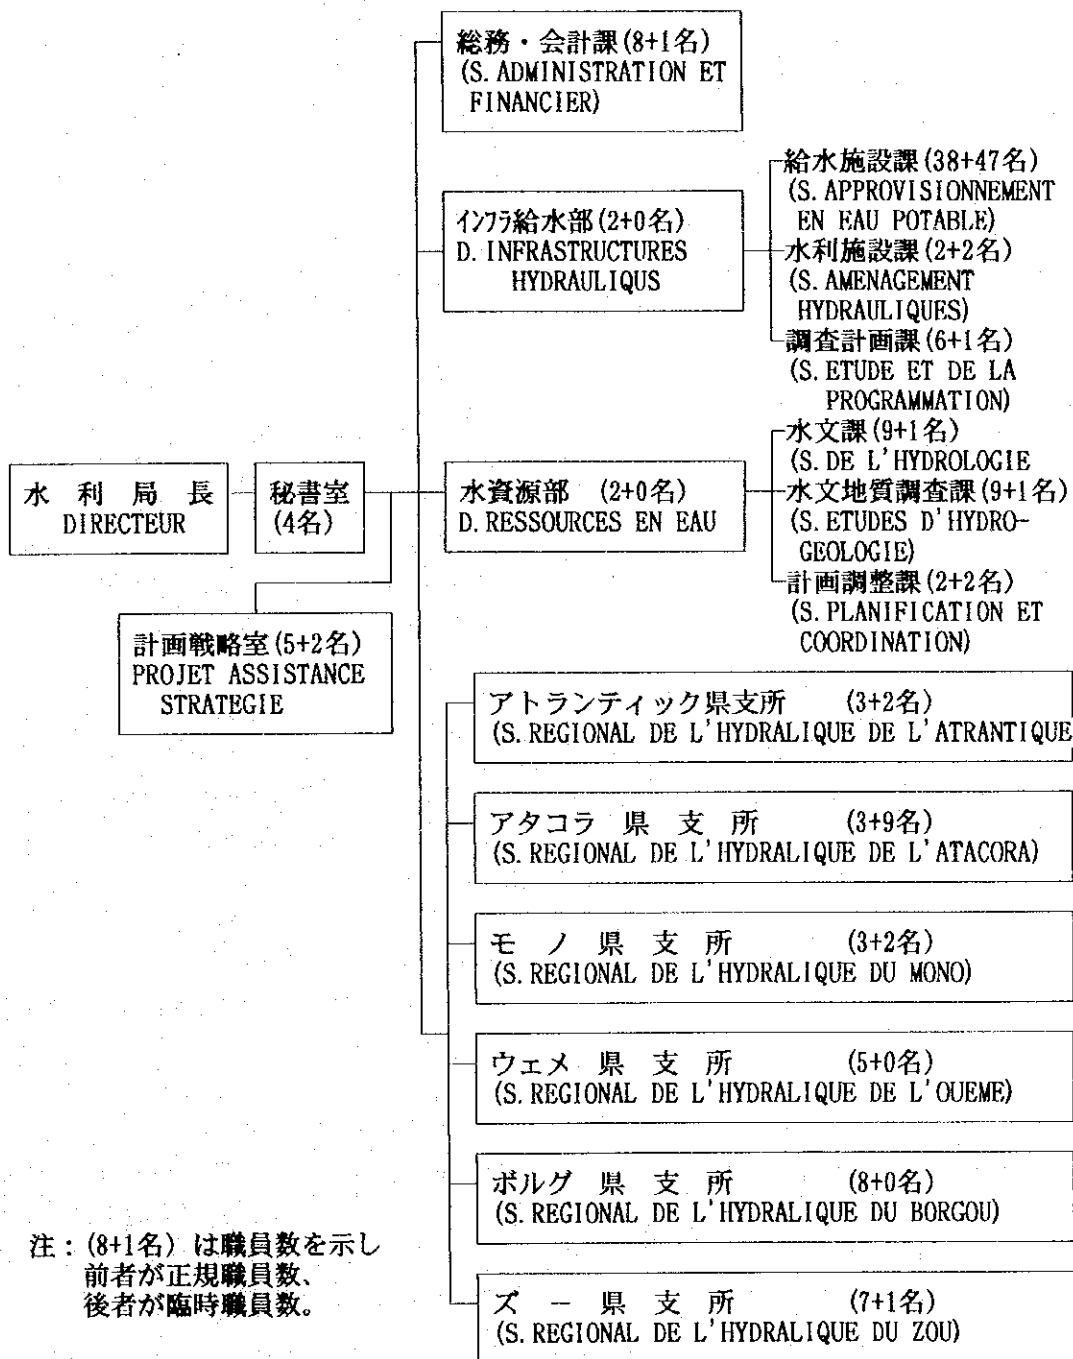 総務・会計課(8+1名)
(S. ADMINISTRATION ET
FINANCIER)
インフラ給水部(2+0名)
D. INFRASTRUCTURES
HYDRAULIQUS
給水施設課(38+47名)
(S. APPROVISIONNEMENT
EN EAU POTABLE)
水利施設課(2+2名)
(S. AMENAGEMENT
HYDRAULIQUES)
調査計画課(6+1名)
(S. ETUDE ET DE LA
PROGRAMMATION)
水利局長
DIRECTEUR
秘書室
(4名)
水資源部 (2+0名)
D. RESSOURCES EN EAU
水文課(9+1名)
(S. DE L'HYDROLOGIE
水文地質調査課(9+1名)
(S. ETUDES D'HYDRO-
GEOLOGIE)
計画調整課(2+2名)
(S. PLANIFICATION ET
COORDINATION)
計画戦略室(5+2名)
PROJET ASSISTANCE
STRATEGIE
アトランティック県支所 (3+2名)
(S. REGIONAL DE L'HYDRALIQUE DE L'ATRANTIQUE
アタコラ県支所 (3+9名)
(S. REGIONAL DE L'HYDRALIQUE DE L'ATACORA)
モノ県支所 (3+2名)
(S. REGIONAL DE L'HYDRALIQUE DU MONO)
ウェメ県支所 (5+0名)
(S. REGIONAL DE L'HYDRALIQUE DE L'OUEME)
ボルグ県支所 (8+0名)
(S. REGIONAL DE L'HYDRALIQUE DU BORGOU)
ズー県支所 (7+1名)
(S. REGIONAL DE L'HYDRALIQUE DU ZOU)
注：(8+1名) は職員数を示し
前者が正規職員数、
後者が臨時職員数。